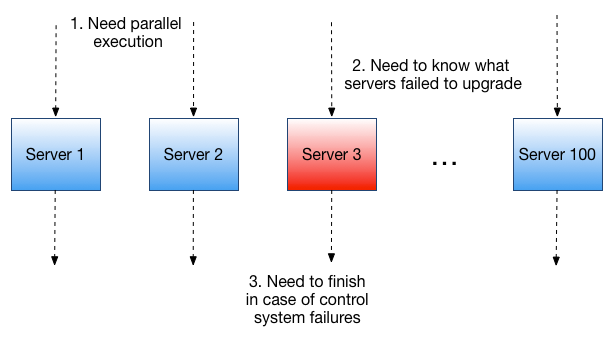 1. Need parallel
execution
2. Need to know what
servers failed to upgrade
Server 1
Server 2
Server 3
...
Server 100
3. Need to finish
in case of control
system failures